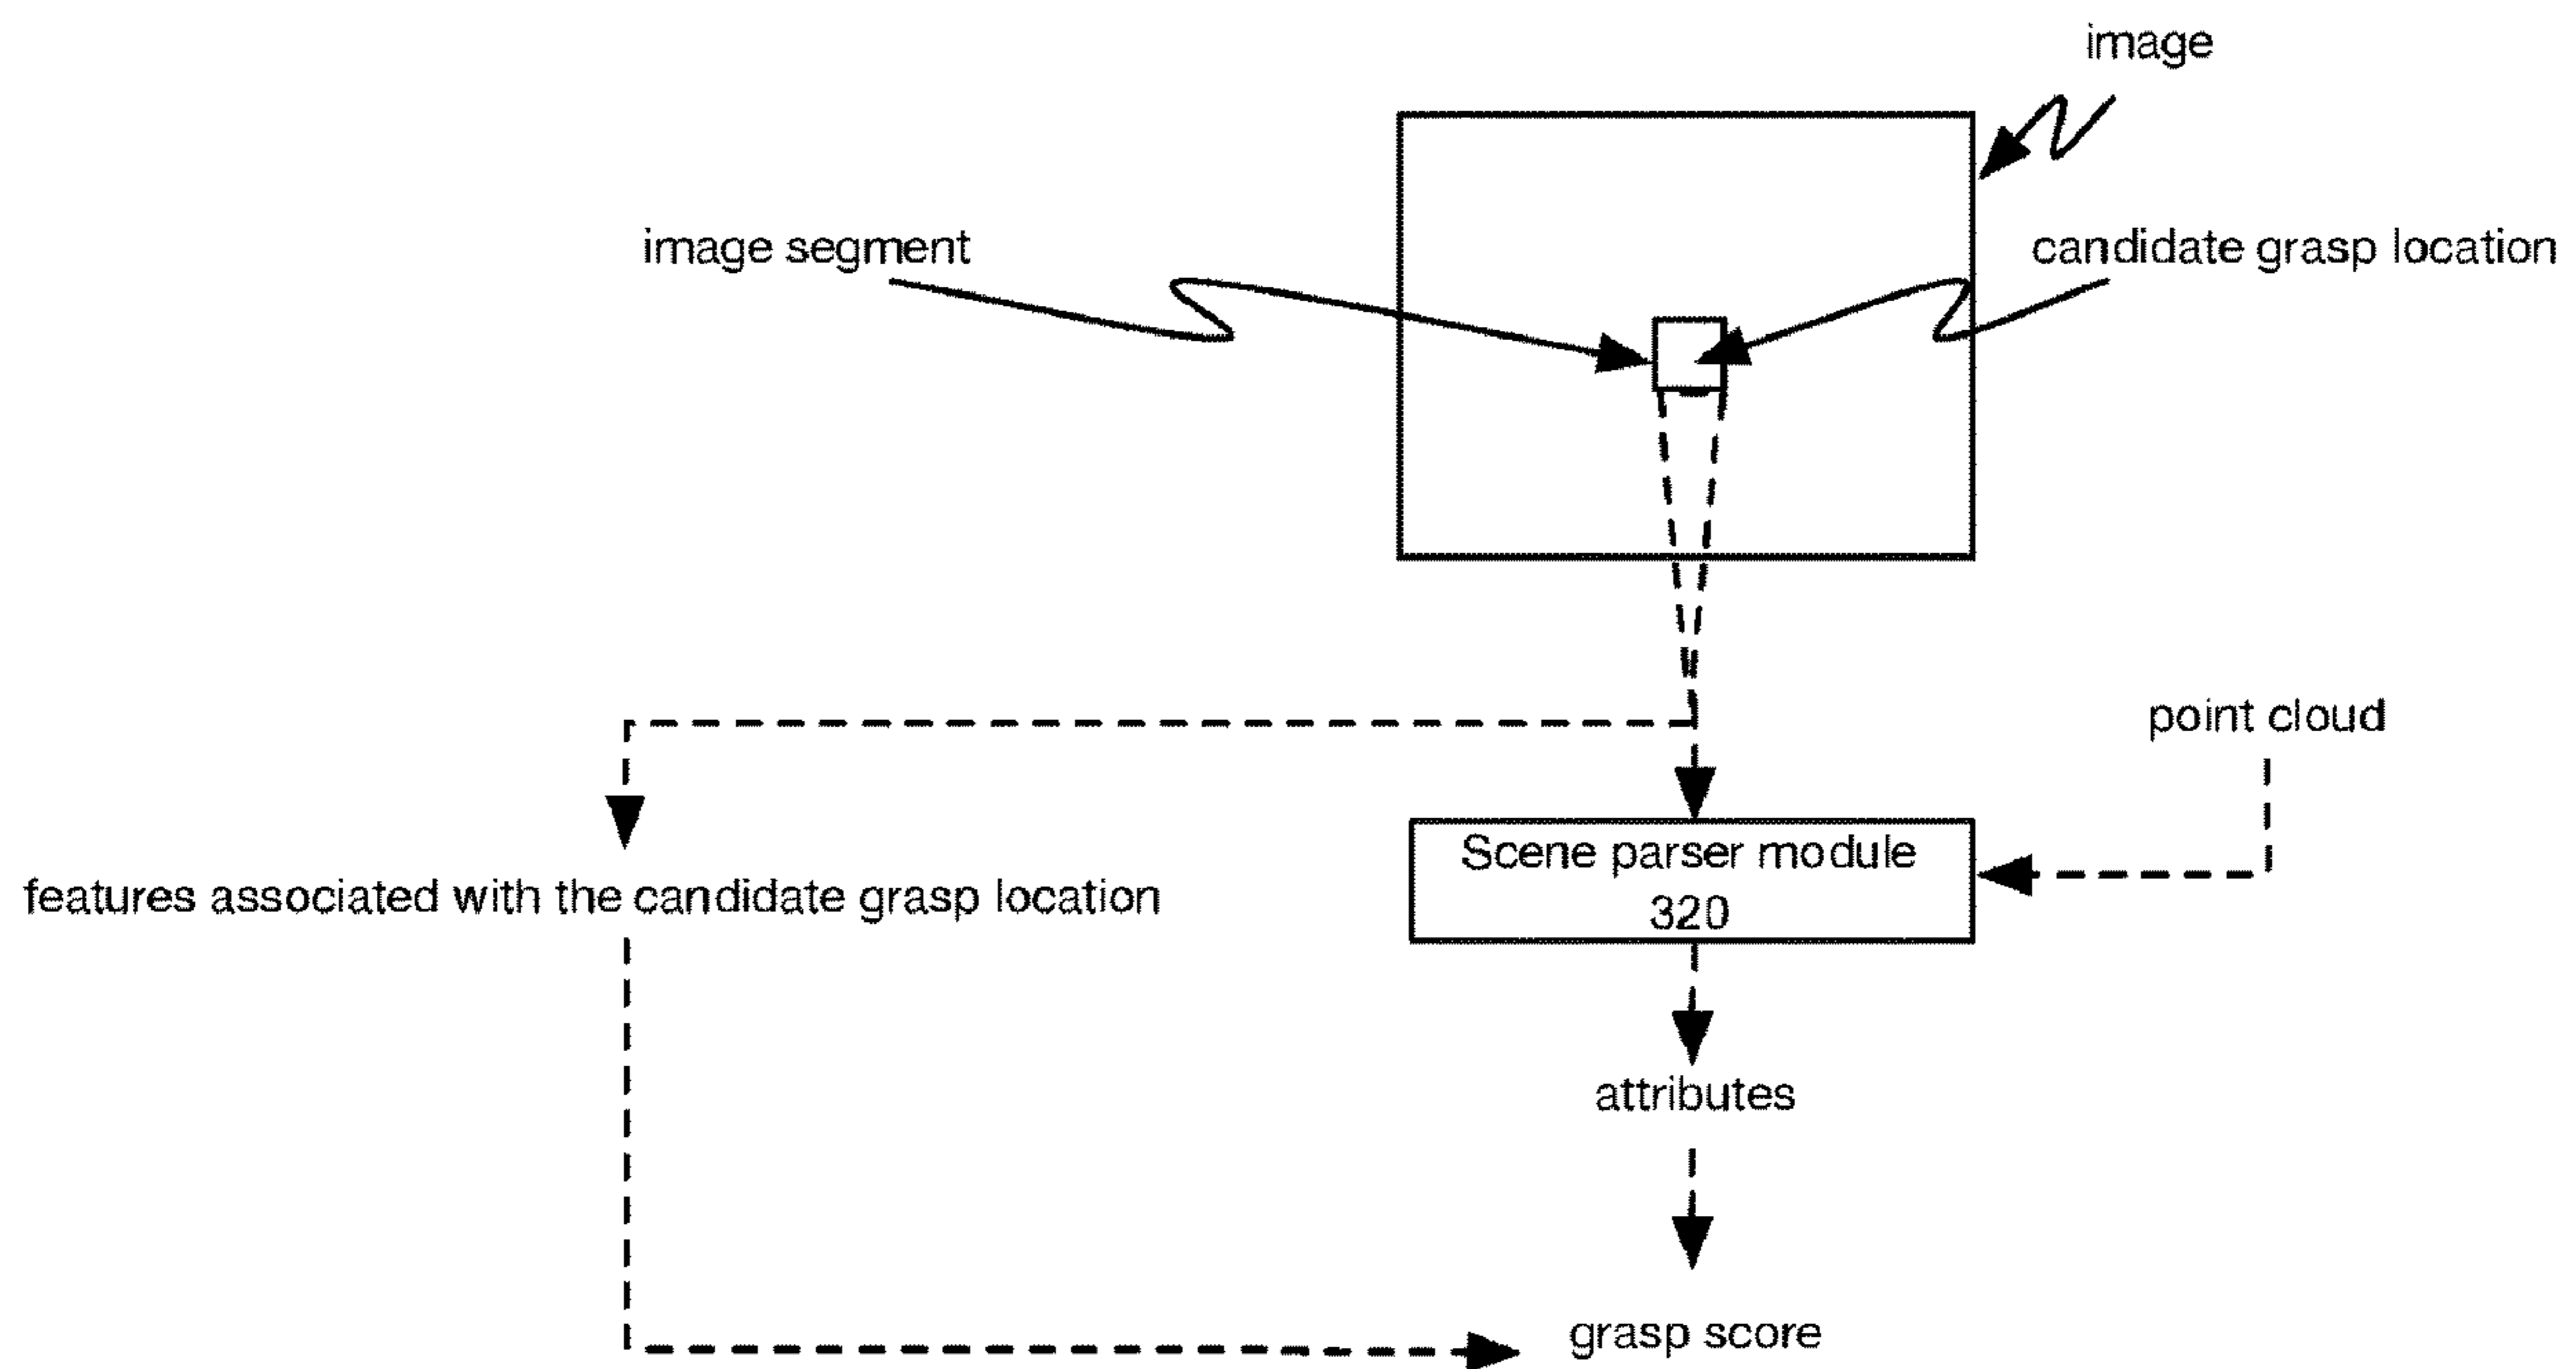 image
image segment
candidate grasp location
point cloud
Scene parser module
320
features associated with the candidate grasp location
attributes
grasp score